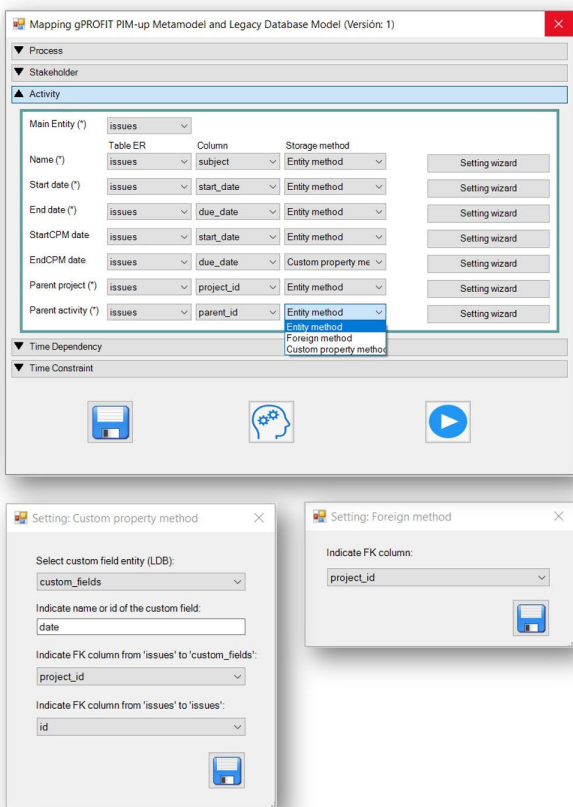 Mapping gPROFIT PIM-up Metamodel and Legacy Database Model (Versión: 1)
Process
Stakeholder
Activity
Main Entity (*) issues
Table ER Column Storage method
Name (*) issues subject Entity method Setting wizard
Start date (*) issues start_date Entity method Setting wizard
End date (*) issues due_date Entity method Setting wizard
StartCPM date issues start_date Entity method Setting wizard
EndCPM date issues due_date Custom property me Setting wizard
Parent project (*) issues project_id Entity method Setting wizard
Parent activity (*) issues parent_id Entity method Setting wizard
Entity method
Foreign method
Custom property method
Time Dependency
Time Constraint
Setting: Custom property method
Select custom field entity (LDB):
custom_fields
Indicate name or id of the custom field:
date
Indicate FK column from 'issues' to 'custom_fields':
project_id
Indicate FK column from 'issues' to 'issues':
id
Setting: Foreign method
Indicate FK column:
project_id